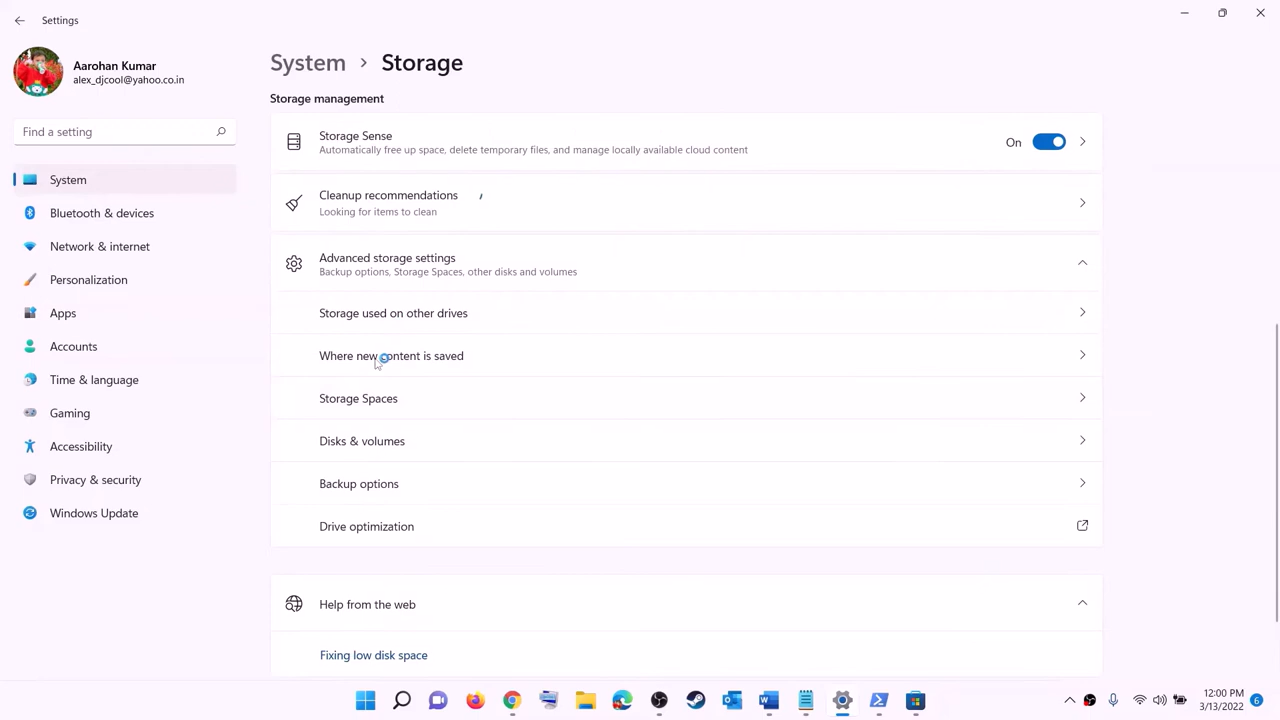 Settings
Aarohan Kumar
alex_djcool@yahoo.co.in
Find a setting
System
Bluetooth & devices
Network & internet
Personalization
Apps
Accounts
Time & language
Gaming
Accessibility
Privacy & security
Windows Update
System > Storage
Storage management
Storage Sense
Automatically free up space, delete temporary files, and manage locally available cloud content
On
Cleanup recommendations
Looking for items to clean
Advanced storage settings
Backup options, Storage Spaces, other disks and volumes
Storage used on other drives
Where new content is saved
Storage Spaces
Disks & volumes
Backup options
Drive optimization
Help from the web
Fixing low disk space
12:00 PM
3/13/2022
6